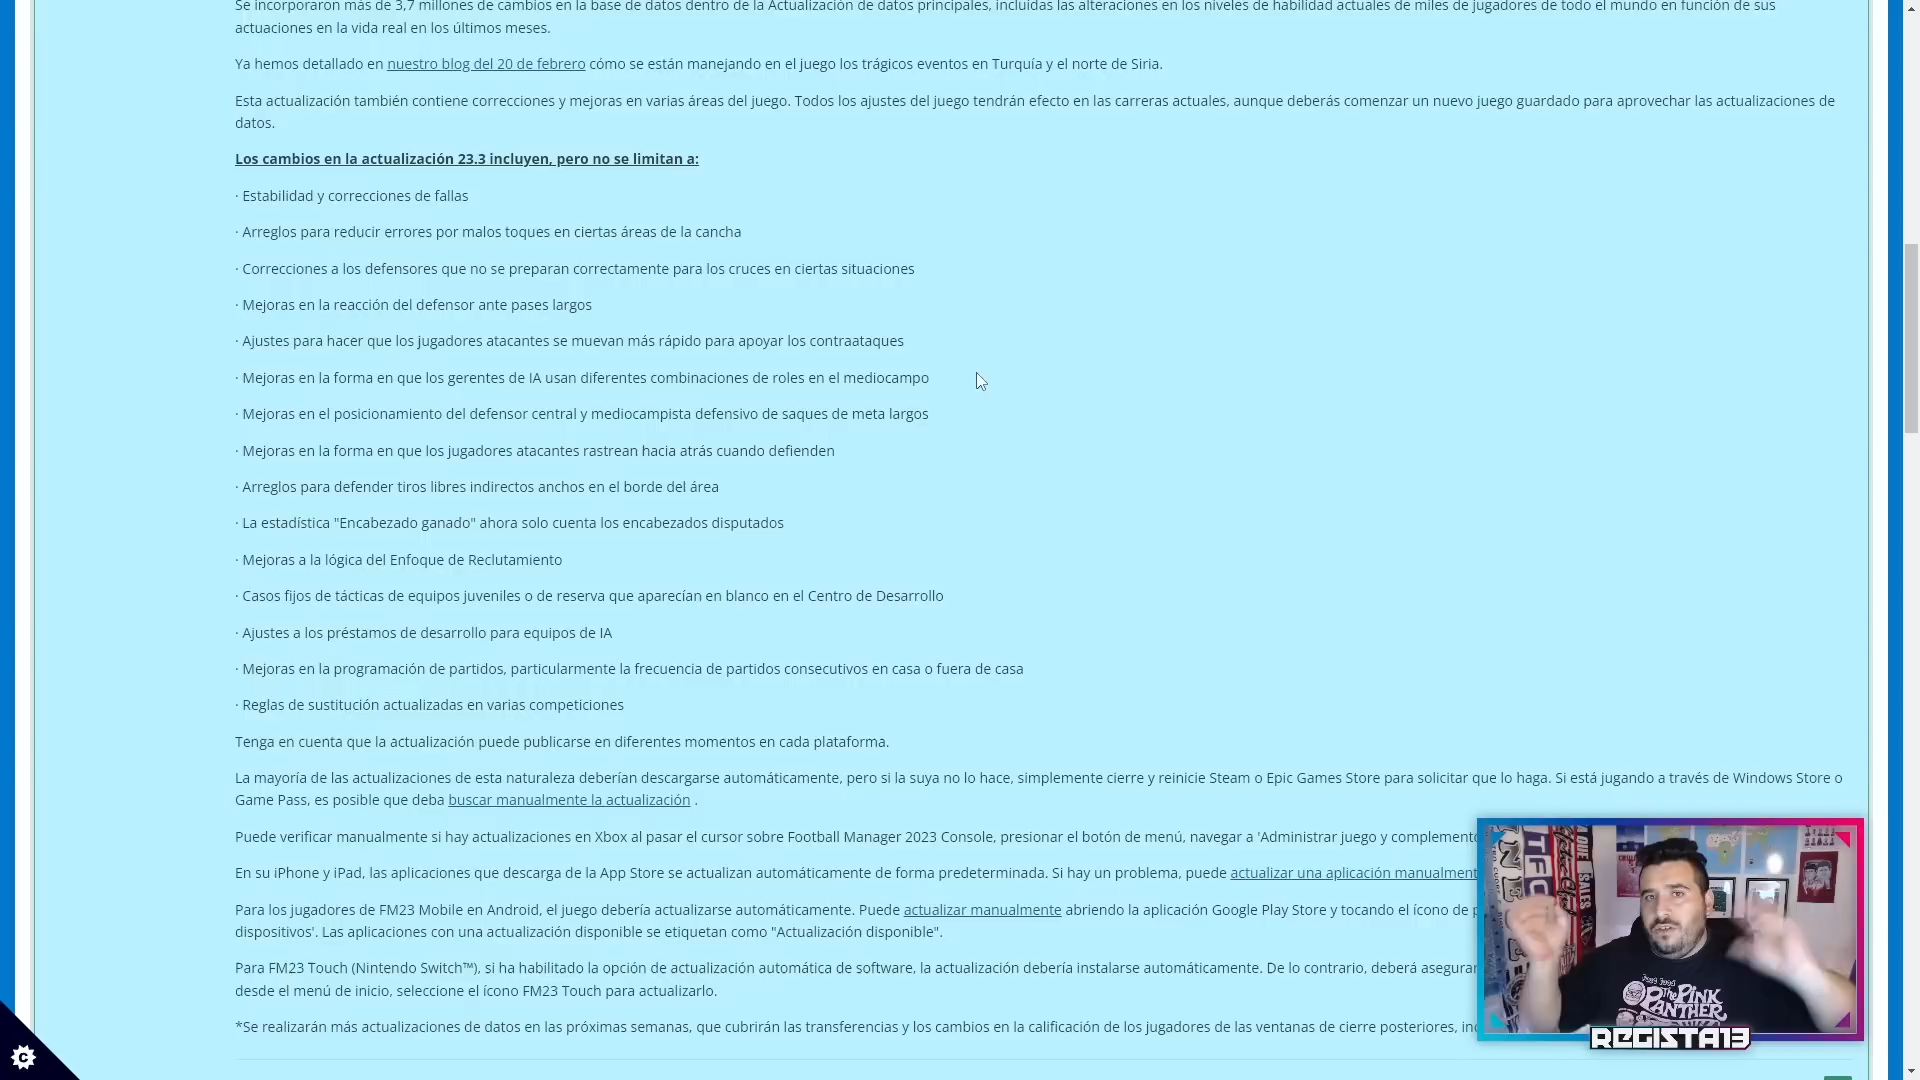 Se incorporaron más de 3,7 millones de cambios en la base de datos dentro de la Actualización de datos principales, incluidas las alteraciones en los niveles de habilidad actuales de miles de jugadores de todo el mundo en función de sus
actuaciones en la vida real en los últimos meses.
Ya hemos detallado en nuestro blog del 20 de febrero cómo se están manejando en el juego los trágicos eventos en Turquía y el norte de Siria.
Esta actualización también contiene correcciones y mejoras en varias áreas del juego. Todos los ajustes del juego tendrán efecto en las carreras actuales, aunque deberás comenzar un nuevo juego guardado para aprovechar las actualizaciones de
datos.
Los cambios en la actualización 23.3 incluyen, pero no se limitan a:
· Estabilidad y correcciones de fallas
· Arreglos para reducir errores por malos toques en ciertas áreas de la cancha
· Correcciones a los defensores que no se preparan correctamente para los cruces en ciertas situaciones
· Mejoras en la reacción del defensor ante pases largos
· Ajustes para hacer que los jugadores atacantes se muevan más rápido para apoyar los contraataques
· Mejoras en la forma en que los gerentes de IA usan diferentes combinaciones de roles en el mediocampo
· Mejoras en el posicionamiento del defensor central y mediocampista defensivo de saques de meta largos
· Mejoras en la forma en que los jugadores atacantes rastrean hacia atrás cuando defienden
· Arreglos para defender tiros libres indirectos anchos en el borde del área
· La estadística "Encabezado ganado" ahora solo cuenta los encabezados disputados
· Mejoras a la lógica del Enfoque de Reclutamiento
· Casos fijos de tácticas de equipos juveniles o de reserva que aparecían en blanco en el Centro de Desarrollo
· Ajustes a los préstamos de desarrollo para equipos de IA
· Mejoras en la programación de partidos, particularmente la frecuencia de partidos consecutivos en casa o fuera de casa
· Reglas de sustitución actualizadas en varias competiciones
Tenga en cuenta que la actualización puede publicarse en diferentes momentos en cada plataforma.
La mayoría de las actualizaciones de esta naturaleza deberían descargarse automáticamente, pero si la suya no lo hace, simplemente cierre y reinicie Steam o Epic Games Store para solicitar que lo haga. Si está jugando a través de Windows Store o
Game Pass, es posible que deba buscar manualmente la actualización .
Puede verificar manualmente si hay actualizaciones en Xbox al pasar el cursor sobre Football Manager 2023 Console, presionar el botón de menú, navegar a 'Administrar juego y complemento
En su iPhone y iPad, las aplicaciones que descarga de la App Store se actualizan automáticamente de forma predeterminada. Si hay un problema, puede actualizar una aplicación manualment
Para los jugadores de FM23 Mobile en Android, el juego debería actualizarse automáticamente. Puede actualizar manualmente abriendo la aplicación Google Play Store y tocando el ícono de p
dispositivos'. Las aplicaciones con una actualización disponible se etiquetan como "Actualización disponible".
Para FM23 Touch (Nintendo Switch™), si ha habilitado la opción de actualización automática de software, la actualización debería instalarse automáticamente. De lo contrario, deberá asegurar
desde el menú de inicio, seleccione el ícono FM23 Touch para actualizarlo.
*Se realizarán más actualizaciones de datos en las próximas semanas, que cubrirán las transferencias y los cambios en la calificación de los jugadores de las ventanas de cierre posteriores, inc
The PINK
PANTHER
REGISTA13